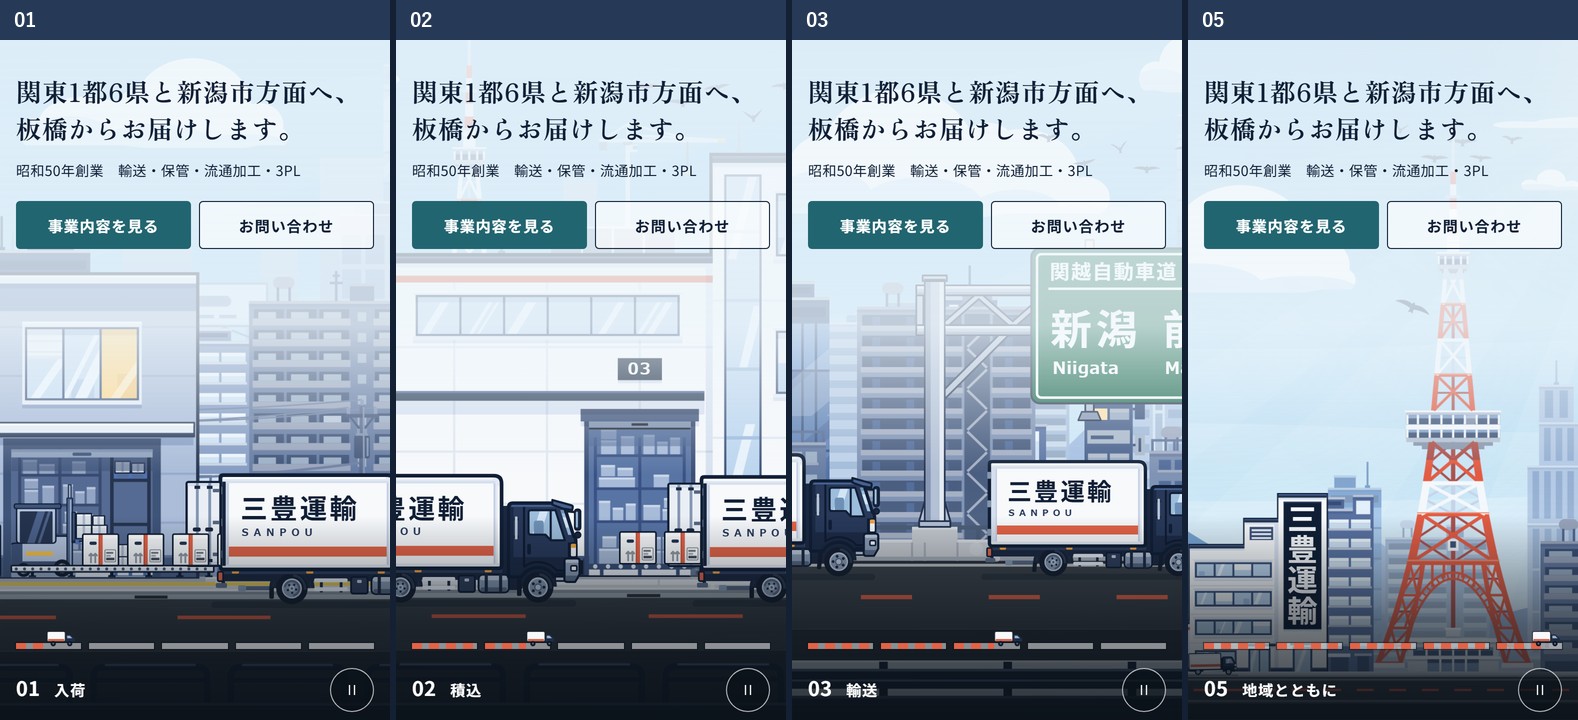 01
関東1都6県と新潟市方面へ、
板橋からお届けします。
昭和50年創業　輸送・保管・流通加工・3PL
事業内容を見る
お問い合わせ
三豊運輸
SANPOU
01 入荷
02
関東1都6県と新潟市方面へ、
板橋からお届けします。
昭和50年創業　輸送・保管・流通加工・3PL
事業内容を見る
お問い合わせ
03
豊運輸
OU
三豊
SANPO
02 積込
03
関東1都6県と新潟市方面へ、
板橋からお届けします。
昭和50年創業　輸送・保管・流通加工・3PL
事業内容を見る
お問い合わせ
関越自動車道
新潟
Niigata
三豊運輸
SANPOU
03 輸送
05
関東1都6県と新潟市方面へ、
板橋からお届けします。
昭和50年創業　輸送・保管・流通加工・3PL
事業内容を見る
お問い合わせ
三豊運輸
05 地域とともに